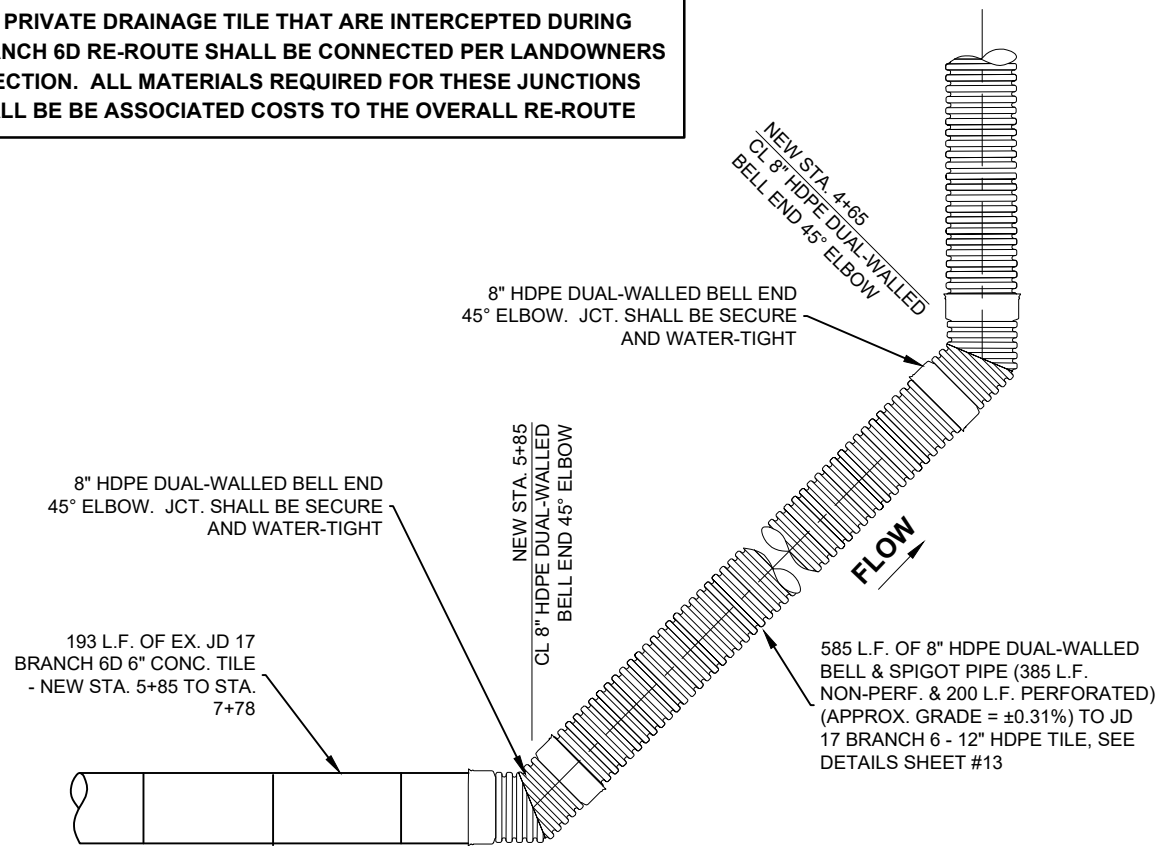 PRIVATE DRAINAGE TILE THAT ARE INTERCEPTED DURING
6D RE-ROUTE SHALL BE CONNECTED PER LANDOWNERS
ALL MATERIALS REQUIRED FOR THESE JUNCTIONS
BE BE ASSOCIATED COSTS TO THE OVERALL RE-ROUTE
NEW STA. 4+65
CL 8" HDPE DUAL-WALLED
BELL END 45° ELBOW
8" HDPE DUAL-WALLED BELL END
45° ELBOW. JCT. SHALL BE SECURE
AND WATER-TIGHT
NEW STA. 5+85
CL 8" HDPE DUAL-WALLED
BELL END 45° ELBOW
8" HDPE DUAL-WALLED BELL END
45° ELBOW. JCT. SHALL BE SECURE
AND WATER-TIGHT
FLOW
193 L.F. OF EX. JD 17
BRANCH 6D 6" CONC. TILE
- NEW STA. 5+85 TO STA.
7+78
585 L.F. OF 8" HDPE DUAL-WALLED
BELL & SPIGOT PIPE (385 L.F.
NON-PERF. & 200 L.F. PERFORATED)
(APPROX. GRADE = ±0.31%) TO JD
17 BRANCH 6 - 12" HDPE TILE, SEE
DETAILS SHEET #13